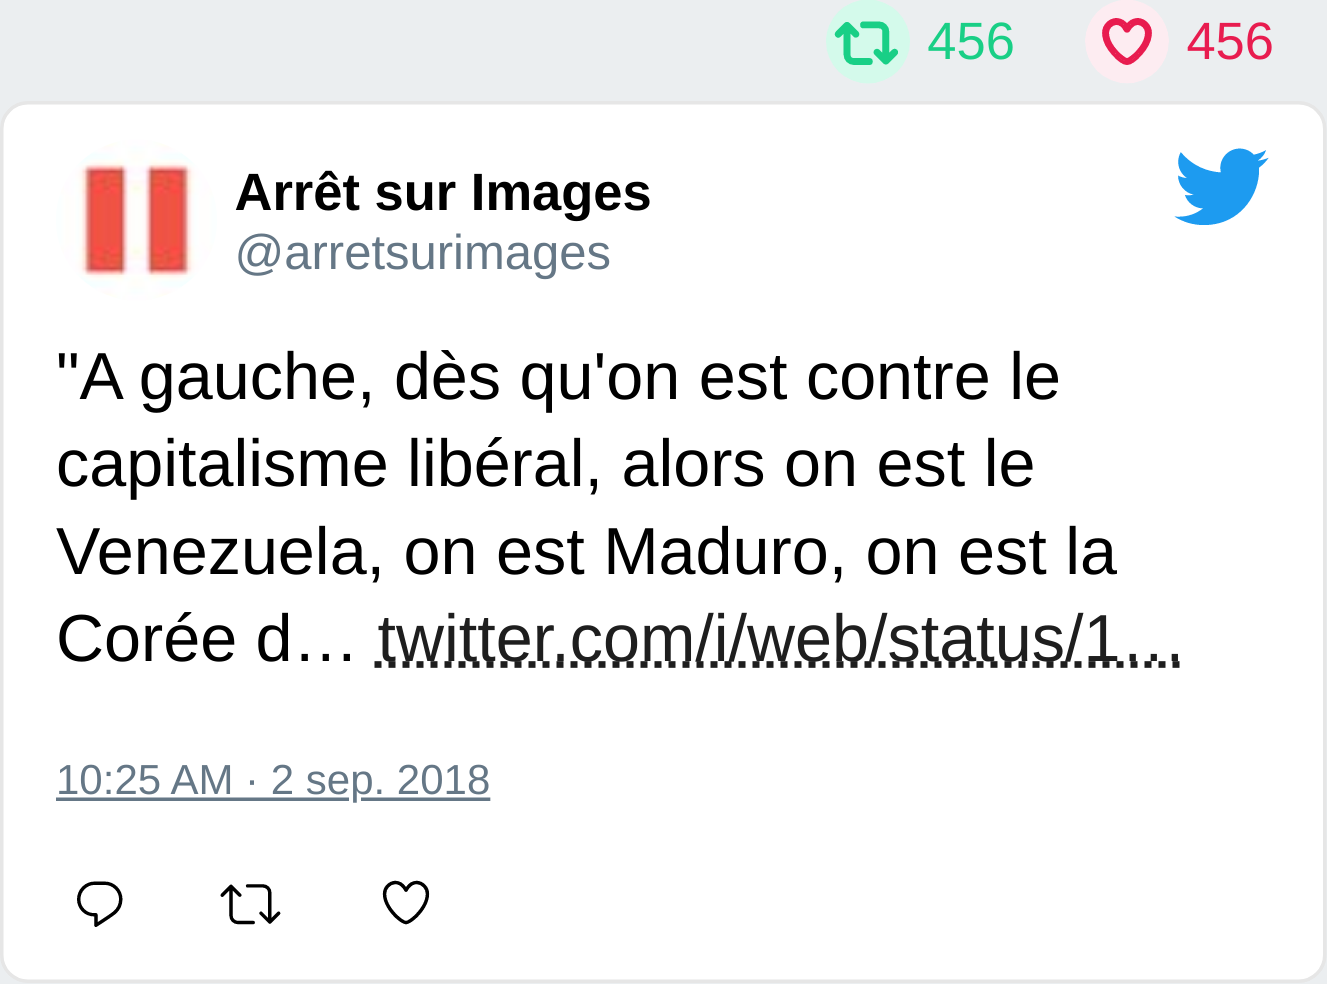 456 456
Arrêt sur Images
@arretsurimages
"A gauche, dès qu'on est contre le
capitalisme libéral, alors on est le
Venezuela, on est Maduro, on est la
Corée d… twitter.com/i/web/status/1…
10:25 AM · 2 sep. 2018